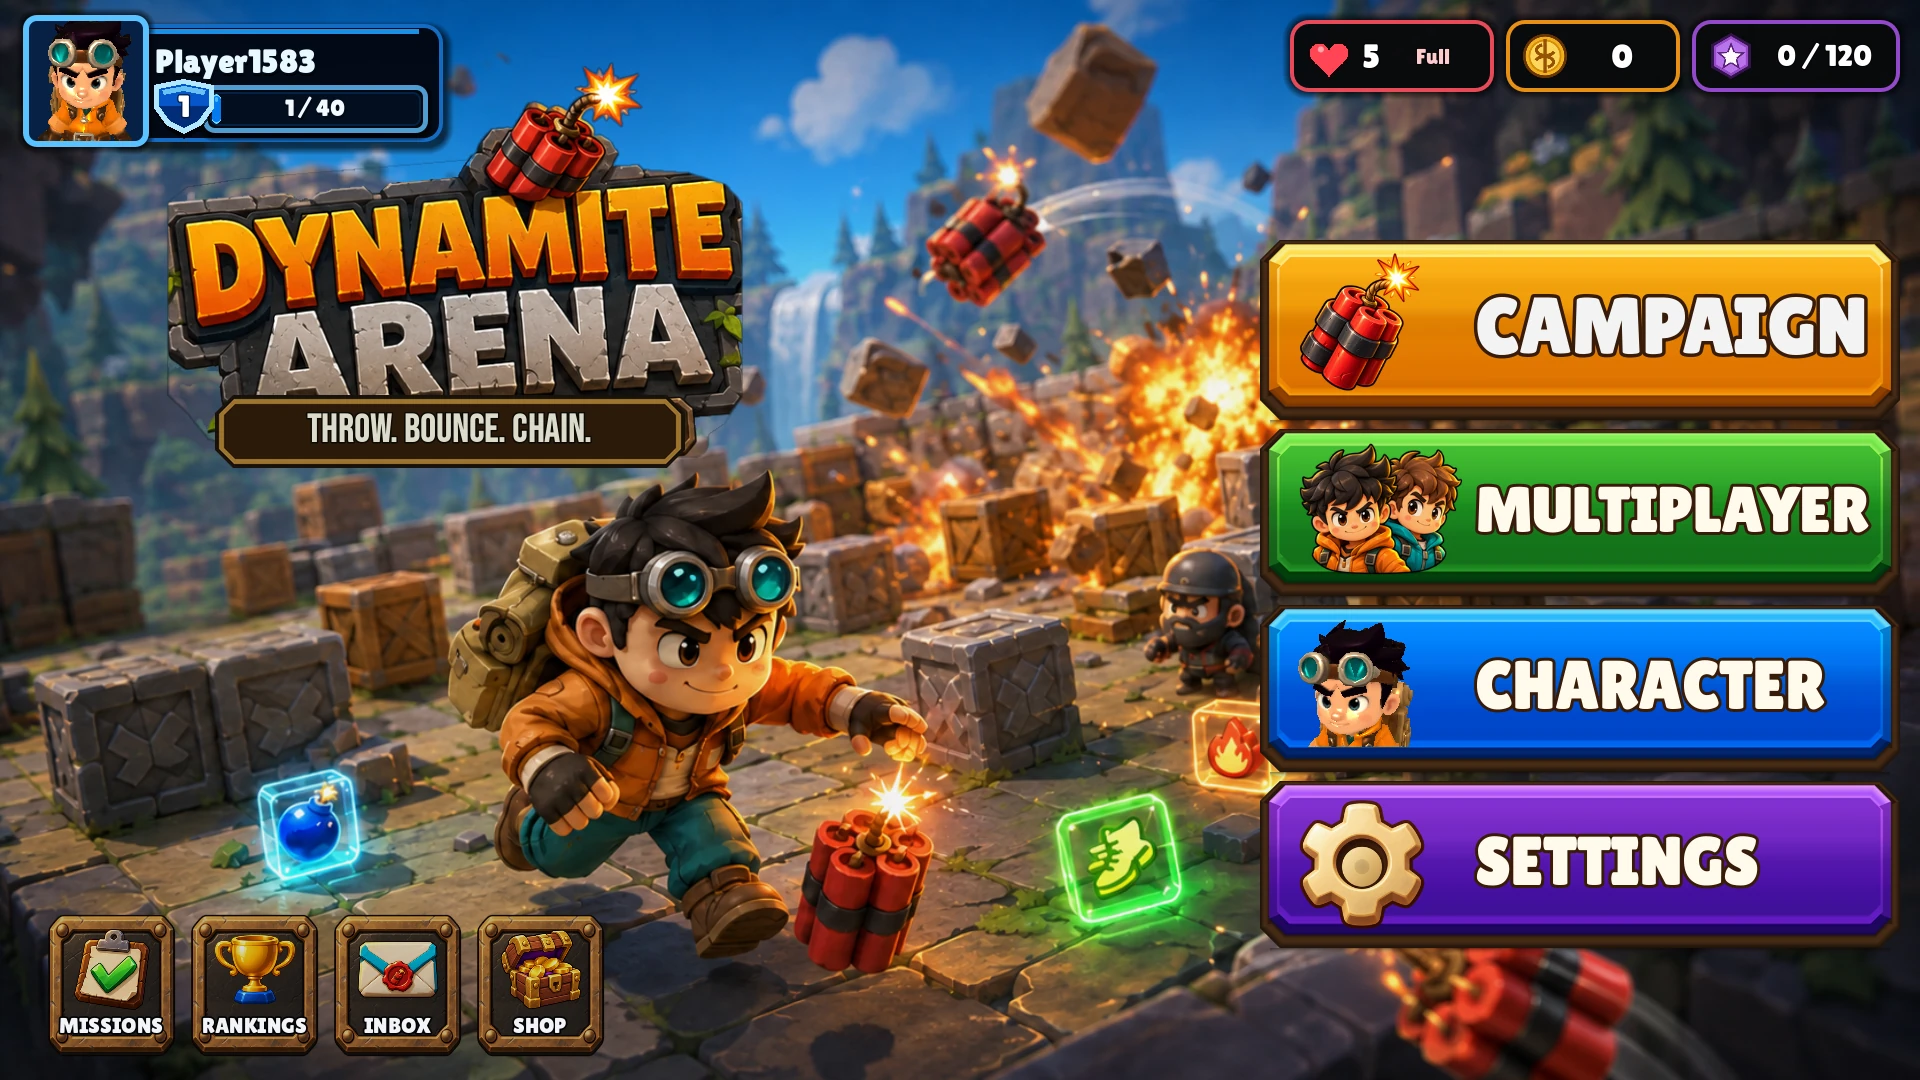 Player1583
1
1/40
5
Full
0
0/120
DYNAMITE
ARENA
THROW. BOUNCE. CHAIN.
CAMPAIGN
MULTIPLAYER
CHARACTER
SETTINGS
MISSIONS
RANKINGS
INBOX
SHOP